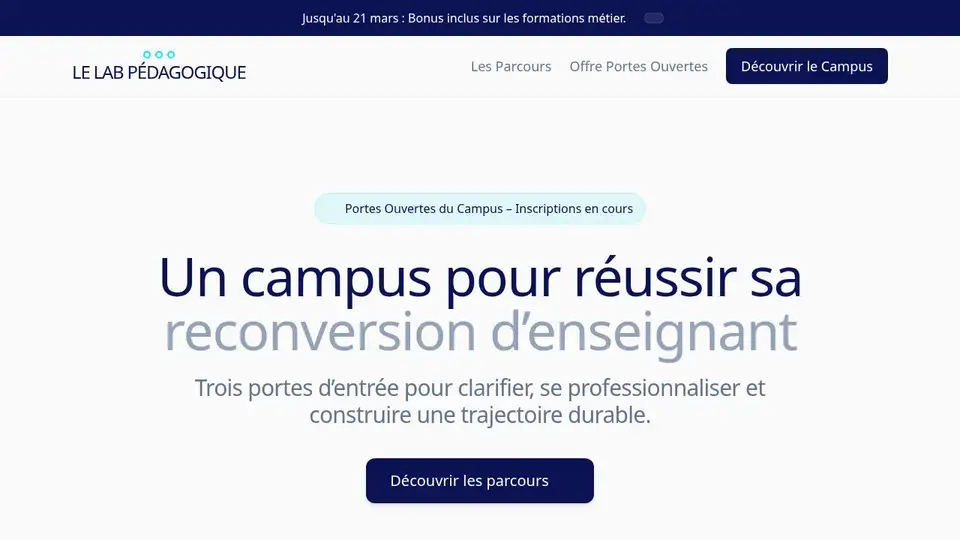 Jusqu'au 21 mars : Bonus inclus sur les formations métier.
LE LAB PÉDAGOGIQUE
Les Parcours
Offre Portes Ouvertes
Découvrir le Campus
Portes Ouvertes du Campus – Inscriptions en cours
Un campus pour réussir sa
reconversion d’enseignant
Trois portes d’entrée pour clarifier, se professionnaliser et
construire une trajectoire durable.
Découvrir les parcours